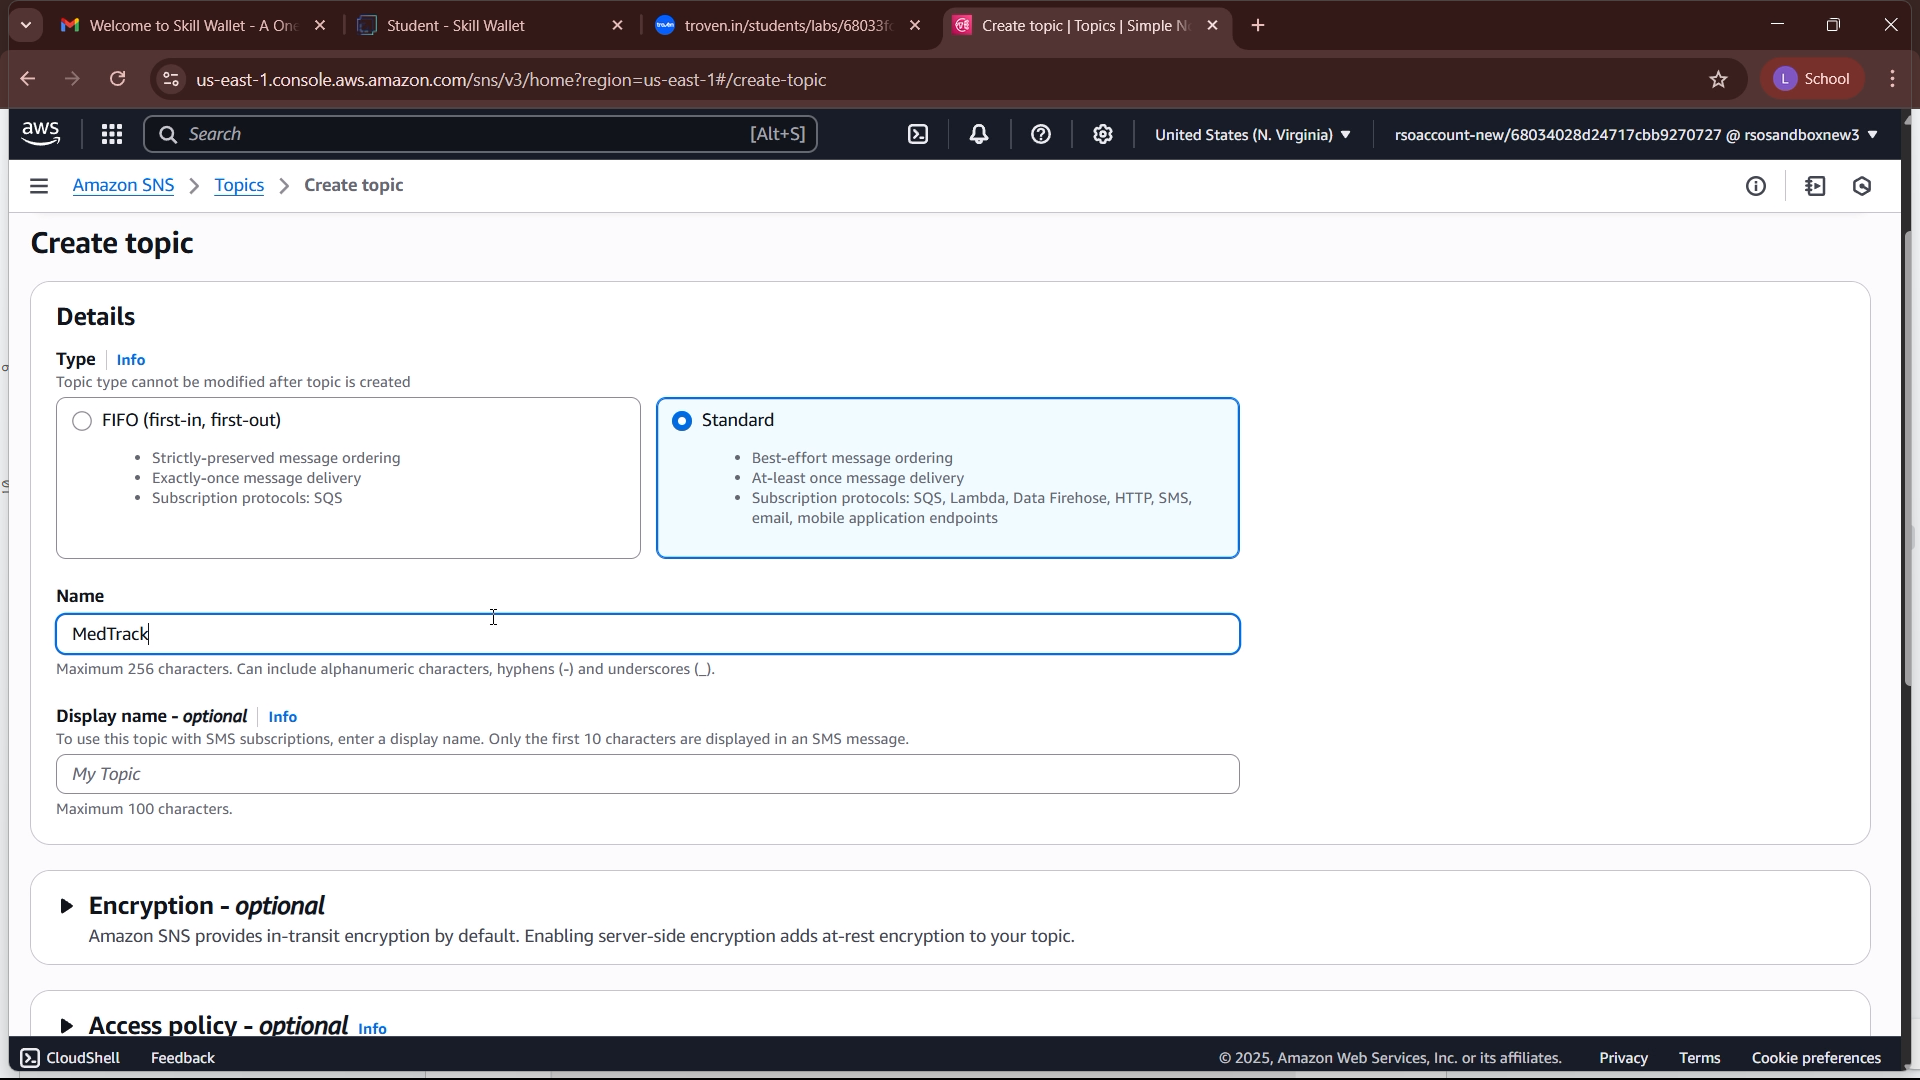 Welcome to Skill Wallet - A One
Student - Skill Wallet
troven.in/students/labs/68033f
Create topic | Topics | Simple N
us-east-1.console.aws.amazon.com/sns/v3/home?region=us-east-1#/create-topic
L School
aws
Search [Alt+S]
United States (N. Virginia)
rsoaccount-new/68034028d24717cbb9270727 @ rsosandboxnew3
Amazon SNS > Topics > Create topic
Create topic
Details
Type Info
Topic type cannot be modified after topic is created
FIFO (first-in, first-out)
• Strictly-preserved message ordering
• Exactly-once message delivery
• Subscription protocols: SQS
Standard
• Best-effort message ordering
• At-least once message delivery
• Subscription protocols: SQS, Lambda, Data Firehose, HTTP, SMS,
email, mobile application endpoints
Name
MedTrack
Maximum 256 characters. Can include alphanumeric characters, hyphens (-) and underscores (_).
Display name - optional Info
To use this topic with SMS subscriptions, enter a display name. Only the first 10 characters are displayed in an SMS message.
My Topic
Maximum 100 characters.
Encryption - optional
Amazon SNS provides in-transit encryption by default. Enabling server-side encryption adds at-rest encryption to your topic.
Access policy - optional Info
CloudShell Feedback © 2025, Amazon Web Services, Inc. or its affiliates. Privacy Terms Cookie preferences